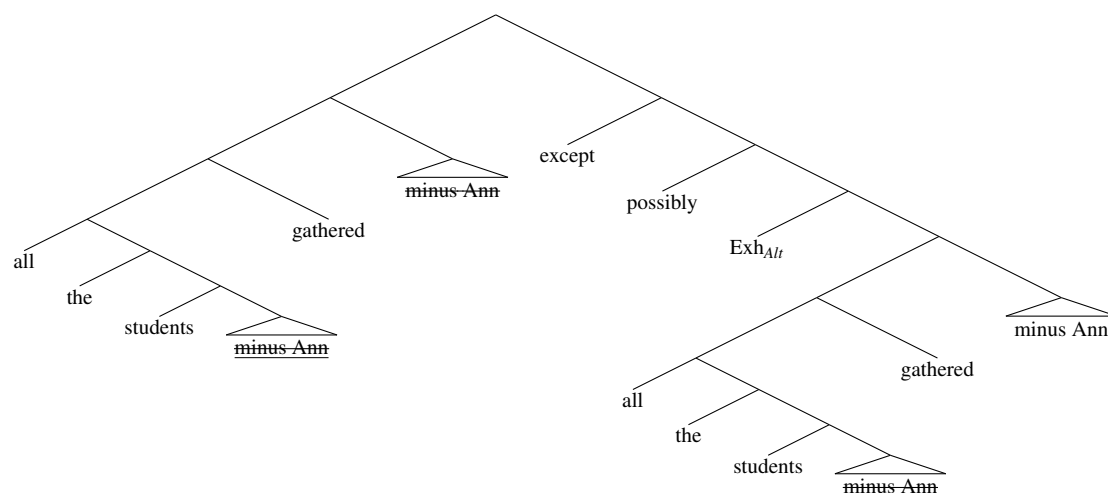 except
minus Ann
possibly
gathered
Exh_Alt
all
the
students
minus Ann
minus Ann
gathered
all
the
students
minus Ann